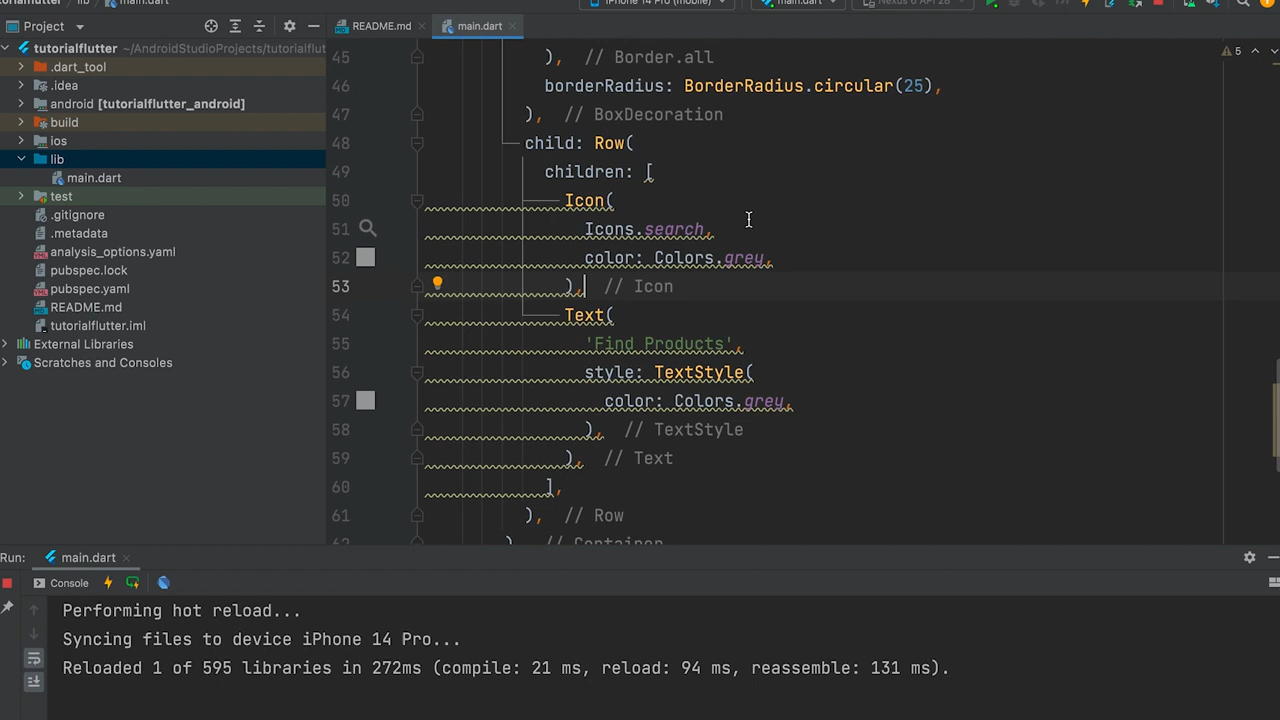 tutorialflutter
lib
main.dart
iPhone 14 Pro (mobile)
main.dart
Nexus 6 API 28
Project
README.md
main.dart
tutorialflutter ~/AndroidStudioProjects/tutorialflut
.dart_tool
.idea
android [tutorialflutter_android]
build
ios
lib
main.dart
test
.gitignore
.metadata
analysis_options.yaml
pubspec.lock
pubspec.yaml
README.md
tutorialflutter.iml
External Libraries
Scratches and Consoles
5
45 ), // Border.all
46 borderRadius: BorderRadius.circular(25),
47 ), // BoxDecoration
48 child: Row(
49 children: [
50 Icon(
51 Icons.search,
52 color: Colors.grey,
53 ), // Icon
54 Text(
55 'Find Products',
56 style: TextStyle(
57 color: Colors.grey,
58 ), // TextStyle
59 ), // Text
60 ],
61 ), // Row
62 ) // Container
Run: main.dart
Console
Performing hot reload...
Syncing files to device iPhone 14 Pro...
Reloaded 1 of 595 libraries in 272ms (compile: 21 ms, reload: 94 ms, reassemble: 131 ms).